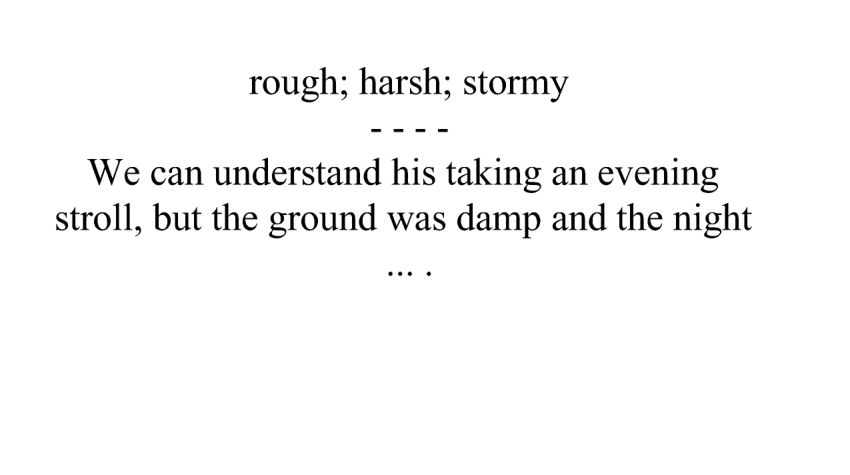 rough; harsh; stormy
- - - -
We can understand his taking an evening
stroll, but the ground was damp and the night
... .